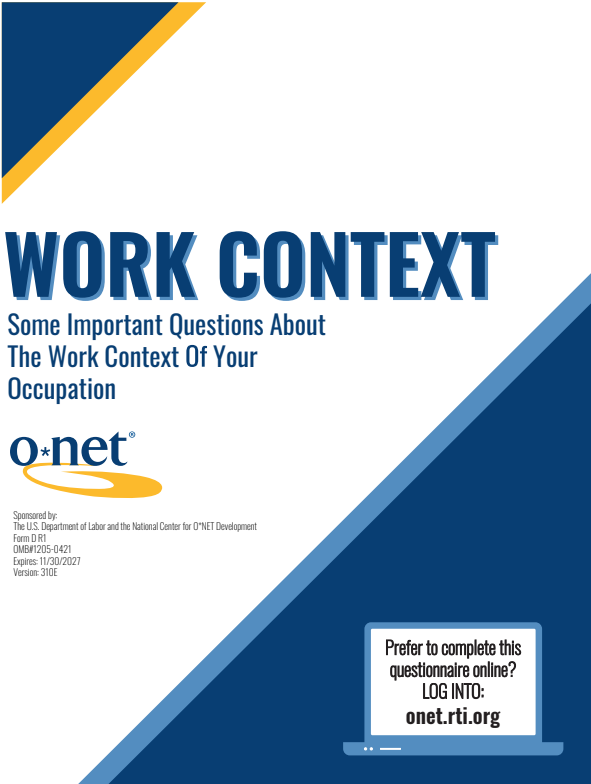 WORK CONTEXT
Some Important Questions About
The Work Context Of Your
Occupation
o*net®
Sponsored by:
The U.S. Department of Labor and the National Center for O*NET Development
Form D R1
OMB#1205-0421
Expires: 11/30/2027
Version: 310E
Prefer to complete this
questionnaire online?
LOG INTO:
onet.rti.org